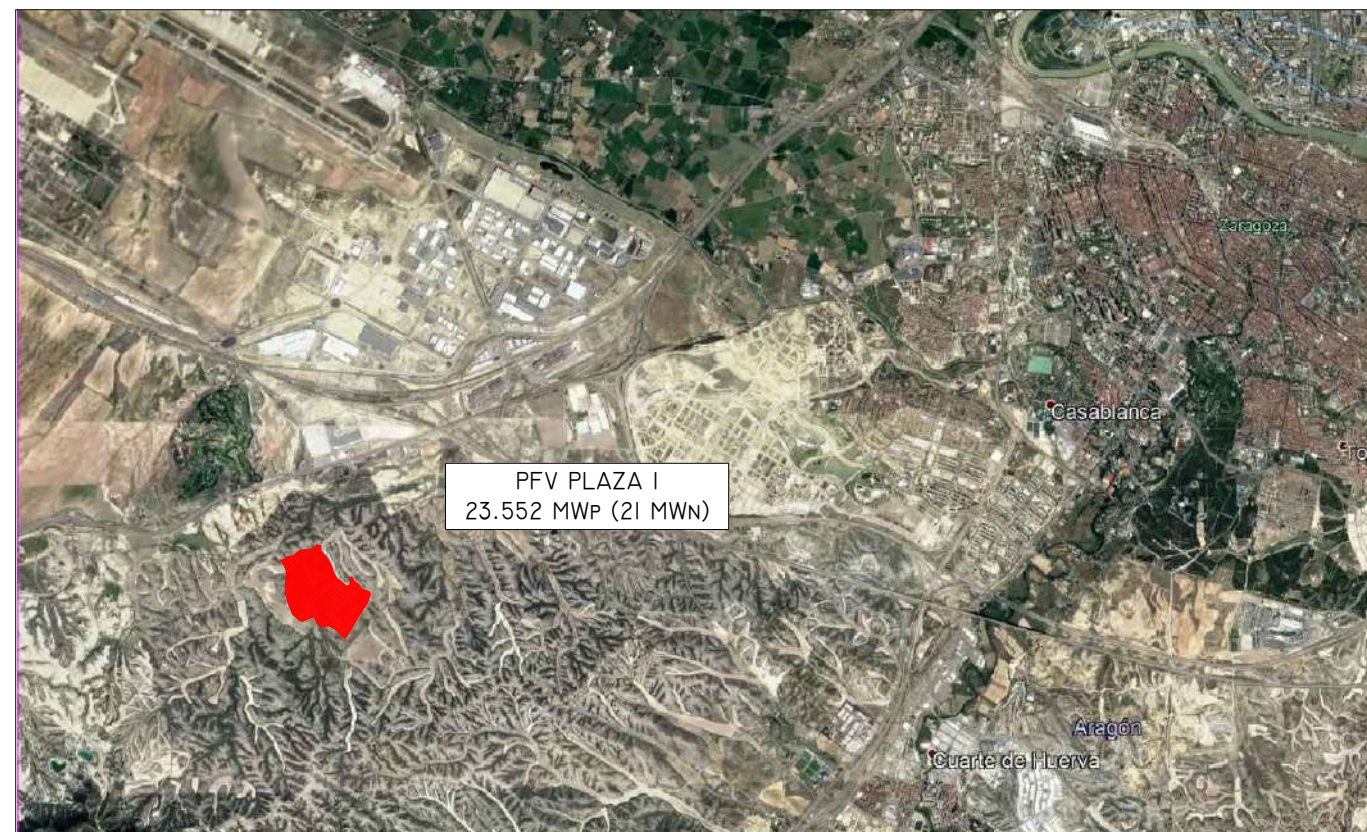 Zaragoza
Casablanca
PFV PLAZA I
23.552 MWP (21 MWN)
Aragón
Cuarte de Huerva